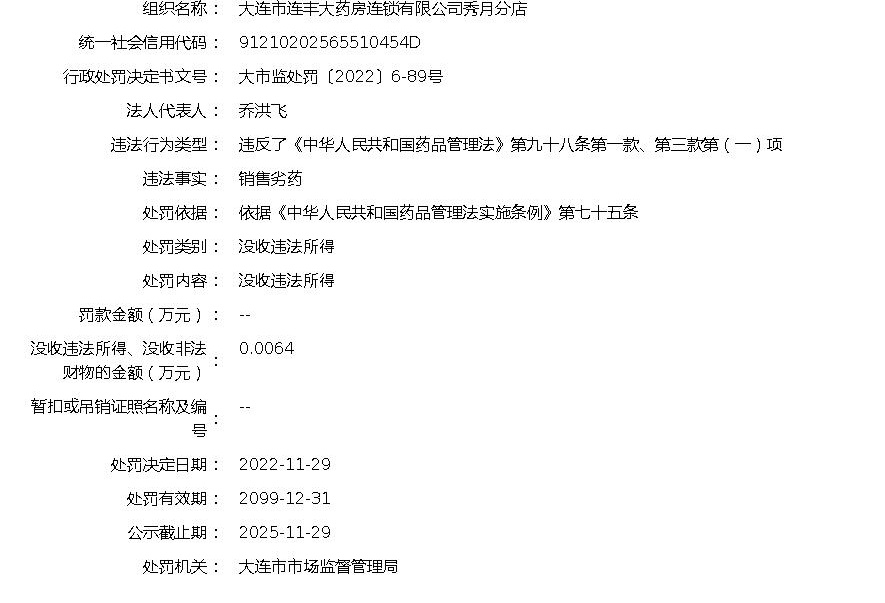 组织名称： 大连市连丰大药房连锁有限公司秀月分店
统一社会信用代码： 91210202565510454D
行政处罚决定书文号： 大市监处罚〔2022〕6-89号
法人代表人： 乔洪飞
违法行为类型： 违反了《中华人民共和国药品管理法》第九十八条第一款、第三款第（一）项
违法事实： 销售劣药
处罚依据： 依据《中华人民共和国药品管理法实施条例》第七十五条
处罚类别： 没收违法所得
处罚内容： 没收违法所得
罚款金额（万元）： --
没收违法所得、没收非法
财物的金额（万元）： 0.0064
暂扣或吊销证照名称及编
号： --
处罚决定日期： 2022-11-29
处罚有效期： 2099-12-31
公示截止期： 2025-11-29
处罚机关： 大连市市场监督管理局